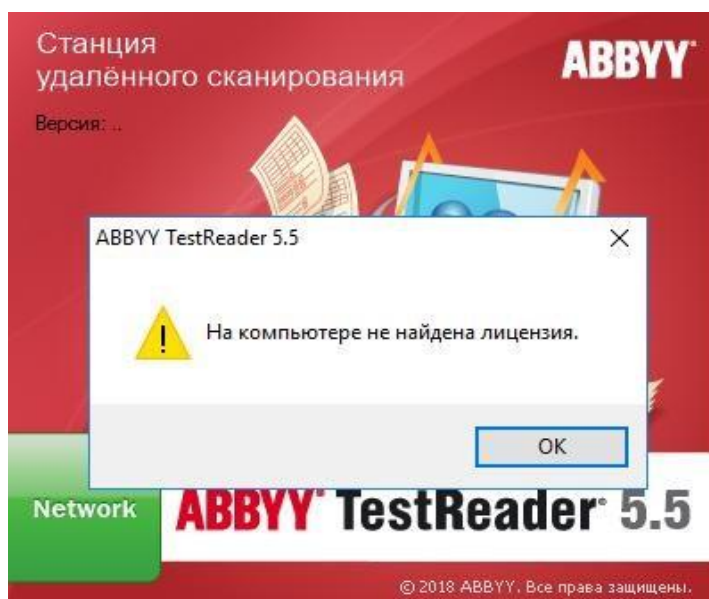 Станция
удалённого сканирования
ABBYY
Версия: ..
ABBYY TestReader 5.5
На компьютере не найдена лицензия.
OK
Network
ABBYY® TestReader® 5.5
© 2018 ABBYY. Все права защищены.